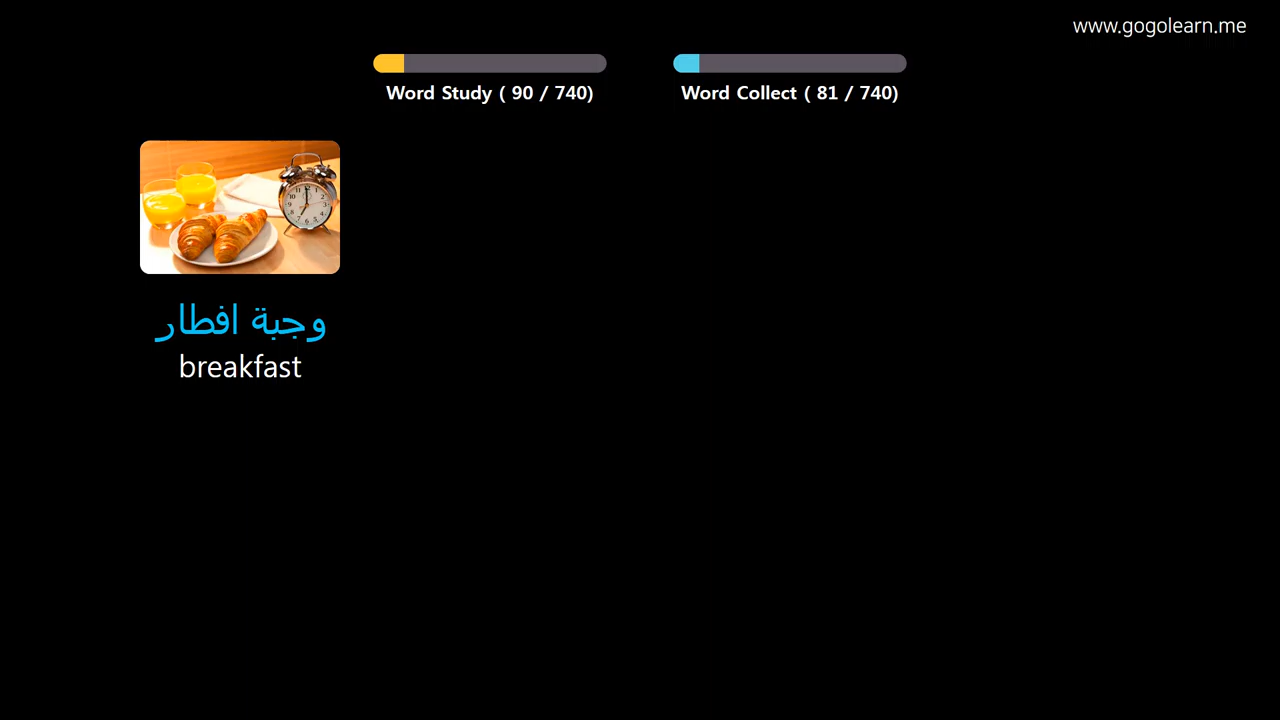 www.gogolearn.me
Word Study ( 90 / 740)
Word Collect ( 81 / 740)
وجبة افطار
breakfast